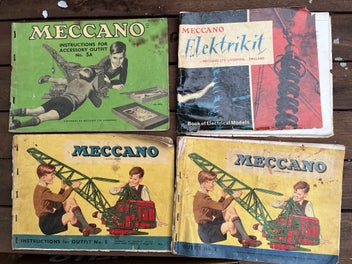 MECCANO
INSTRUCTIONS FOR
ACCESSORY OUTFIT
No. 5A
MECCANO
Elektrikit
MECCANO LTD LIVERPOOL, ENGLAND
Book of Electrical Models
MECCANO
INSTRUCTIONS for OUTFIT No. 5
MECCANO